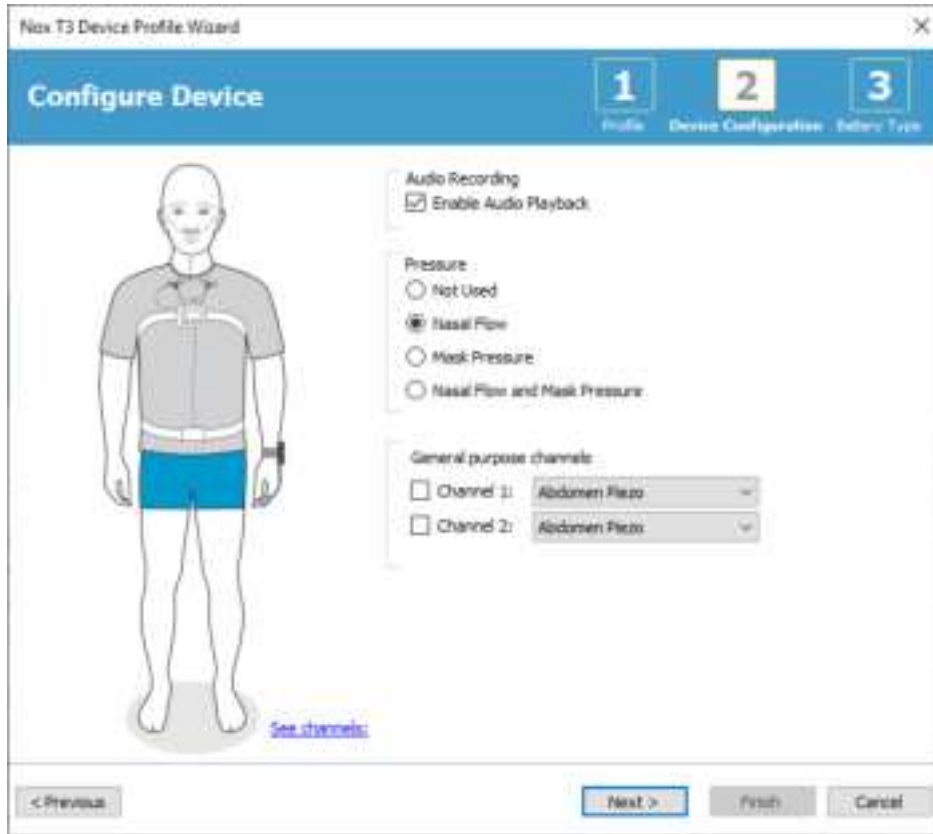 Nox T3 Device Profile Wizard
Configure Device
1
Profile
2
Device Configuration
3
Battery Type
Audio Recording
Enable Audio Playback
Pressure
Not Used
Nasal Flow
Mask Pressure
Nasal Flow and Mask Pressure
General purpose channels
Channel 1: Abdomen Piezo
Channel 2: Abdomen Piezo
See channels:
< Previous
Next >
Finish
Cancel